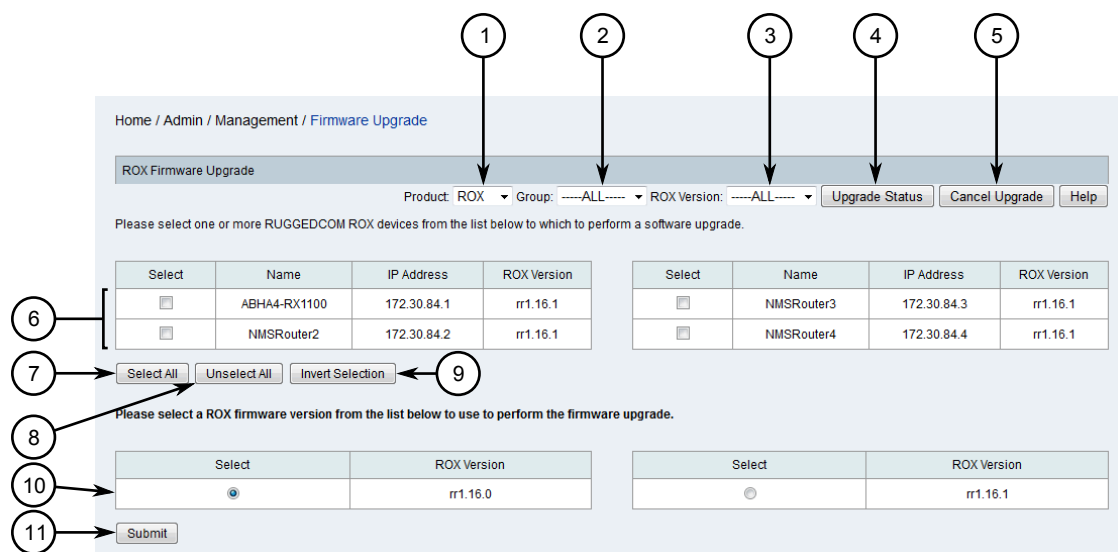 1 2 3 4 5
Home / Admin / Management / Firmware Upgrade
ROX Firmware Upgrade
Product: ROX Group: -----ALL----- ROX Version: -----ALL----- Upgrade Status Cancel Upgrade Help
Please select one or more RUGGEDCOM ROX devices from the list below to which to perform a software upgrade.
Select Name IP Address ROX Version Select Name IP Address ROX Version
ABHA4-RX1100 172.30.84.1 rr1.16.1 NMSRouter3 172.30.84.3 rr1.16.1
6
NMSRouter2 172.30.84.2 rr1.16.1 NMSRouter4 172.30.84.4 rr1.16.1
7 Select All Unselect All Invert Selection 9
Please select a ROX firmware version from the list below to use to perform the firmware upgrade.
8
Select ROX Version Select ROX Version
10 rr1.16.0 rr1.16.1
11 Submit